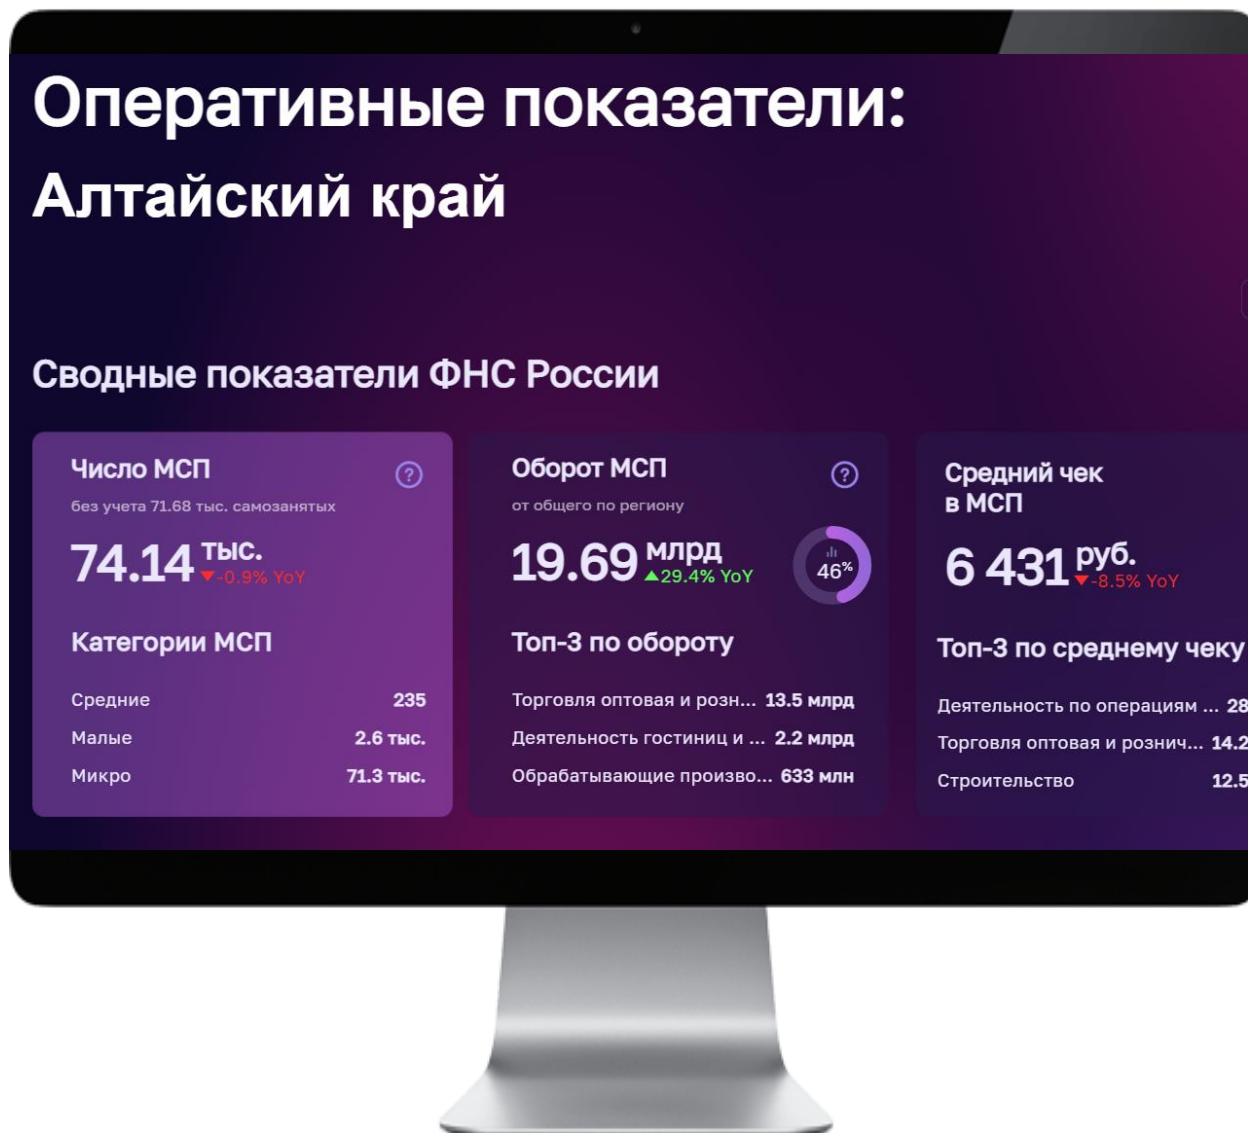 Оперативные показатели:
Алтайский край
Сводные показатели ФНС России
Число МСП
?
без учета 71.68 тыс. самозанятых
74.14 тыс.
-0.9% YoY
Категории МСП
Средние 235
Малые 2.6 тыс.
Микро 71.3 тыс.
Оборот МСП
?
от общего по региону
19.69 млрд
29.4% YoY
46%
Топ-3 по обороту
Торговля оптовая и розн... 13.5 млрд
Деятельность гостиниц и ... 2.2 млрд
Обрабатывающие произво... 633 млн
Средний чек
в МСП
6 431 руб.
-8.5% YoY
Топ-3 по среднему чеку
Деятельность по операциям ... 28
Торговля оптовая и рознич... 14.2
Строительство 12.5